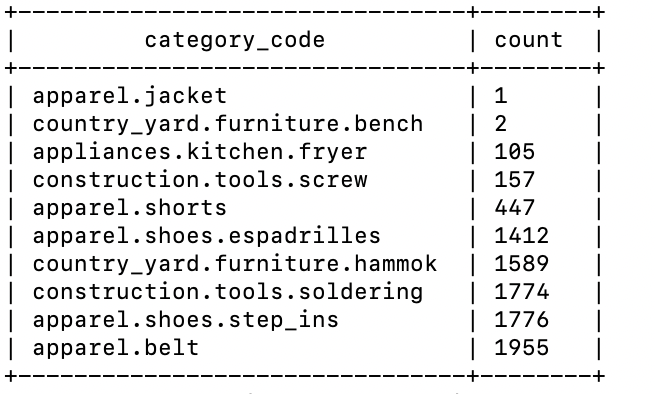 +--------------------------------+--------+
|         category_code          | count  |
+--------------------------------+--------+
| apparel.jacket                 | 1      |
| country_yard.furniture.bench   | 2      |
| appliances.kitchen.fryer       | 105    |
| construction.tools.screw       | 157    |
| apparel.shorts                 | 447    |
| apparel.shoes.espadrilles      | 1412   |
| country_yard.furniture.hammok  | 1589   |
| construction.tools.soldering   | 1774   |
| apparel.shoes.step_ins         | 1776   |
| apparel.belt                   | 1955   |
+--------------------------------+--------+